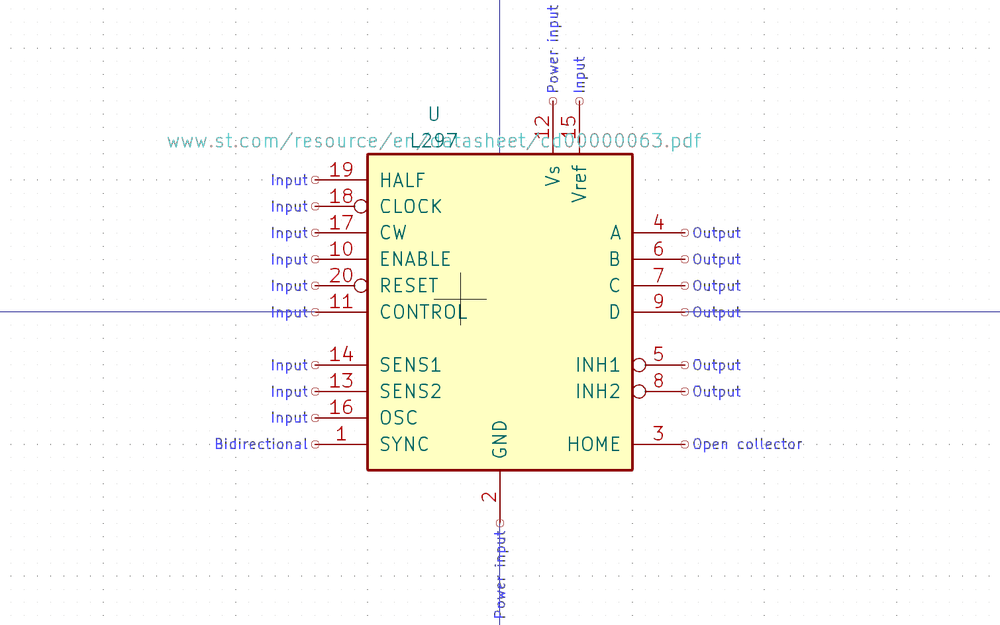 Power input
Input
12
15
U
www.st.com/resource/en/datasheet/cd00000063.pdf
L297
Vs
Vref
Input 19 HALF
Input 18 CLOCK
Input 17 CW A 4 Output
Input 10 ENABLE B 6 Output
Input 20 RESET C 7 Output
Input 11 CONTROL D 9 Output
Input 14 SENS1 INH1 5 Output
Input 13 SENS2 INH2 8 Output
Input 16 OSC
Bidirectional 1 SYNC GND HOME 3 Open collector
2
Power input